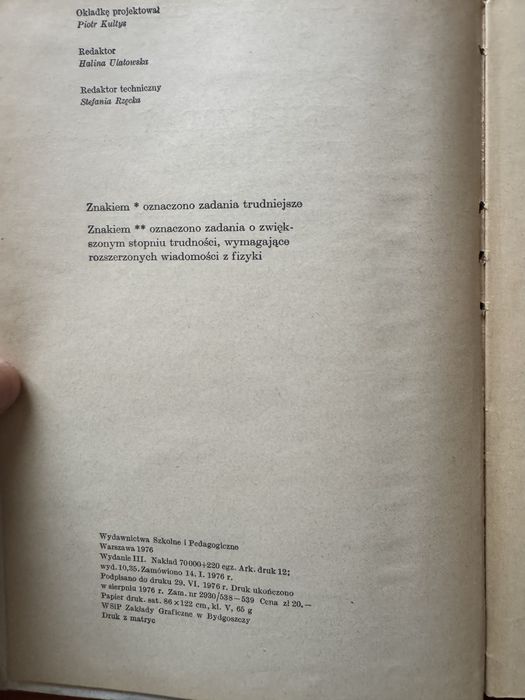 Okładkę projektował
Piotr Kultys
Redaktor
Halina Ulatowska
Redaktor techniczny
Stefania Rzęcka
Znakiem * oznaczono zadania trudniejsze
Znakiem ** oznaczono zadania o zwięk-
szonym stopniu trudności, wymagające
rozszerzonych wiadomości z fizyki
Wydawnictwa Szkolne i Pedagogiczne
Warszawa 1976
Wydanie III. Nakład 70000+220 egz. Ark. druk 12;
wyd. 10,35. Zamówiono 14. I. 1976 r.
Podpisano do druku 29. VI. 1976 r. Druk ukończono
w sierpniu 1976 r. Zam. nr 2930/538-539 Cena zł 20.—
Papier druk. sat. 86×122 cm, kl. V, 65 g
WSiP Zakłady Graficzne w Bydgoszczy
Druk z matryc